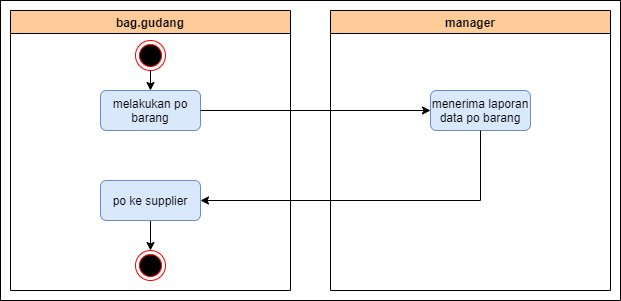 bag.gudang
manager
melakukan po
barang
menerima laporan
data po barang
po ke supplier